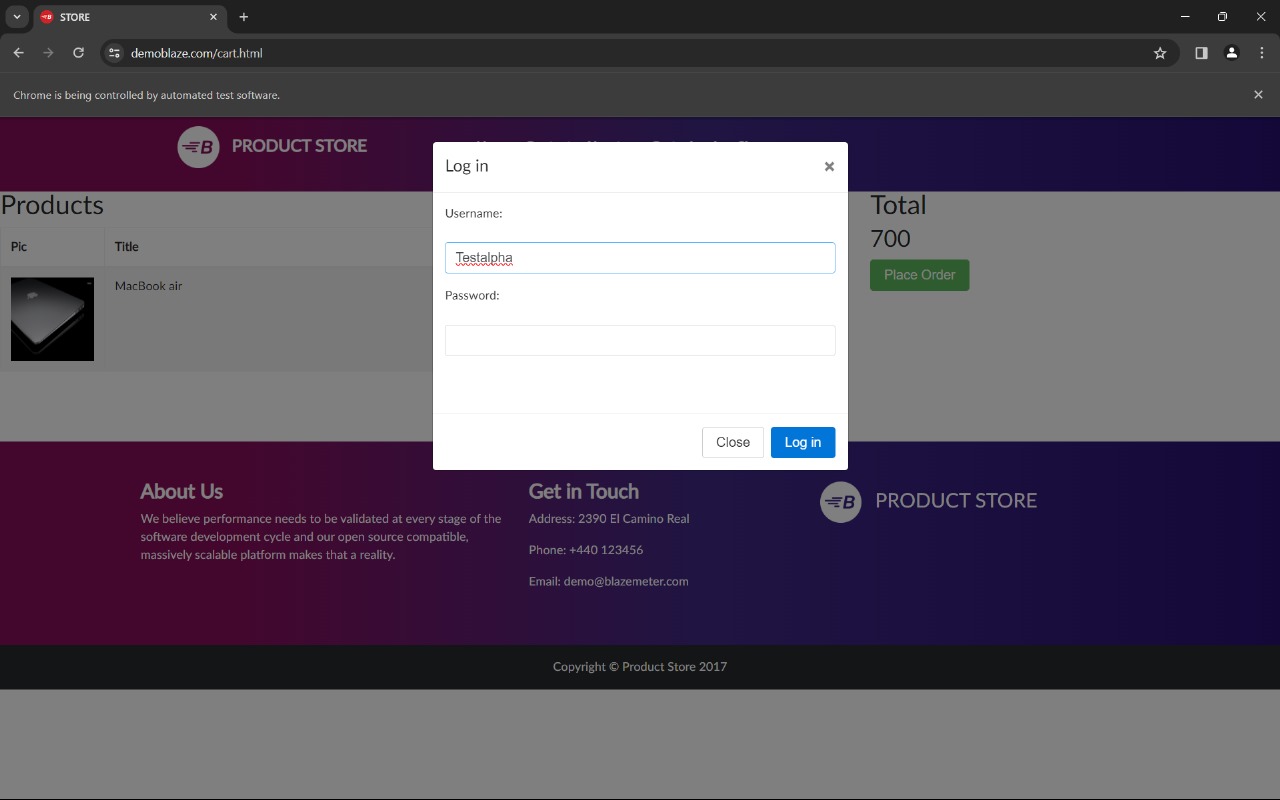 STORE
demoblaze.com/cart.html
Chrome is being controlled by automated test software.
PRODUCT STORE
Log in
Username:
Testalpha
Password:
Close
Log in
Products
Pic
Title
MacBook air
Total
700
Place Order
About Us
We believe performance needs to be validated at every stage of the
software development cycle and our open source compatible,
massively scalable platform makes that a reality.
Get in Touch
Address: 2390 El Camino Real
Phone: +440 123456
Email: demo@blazemeter.com
PRODUCT STORE
Copyright © Product Store 2017